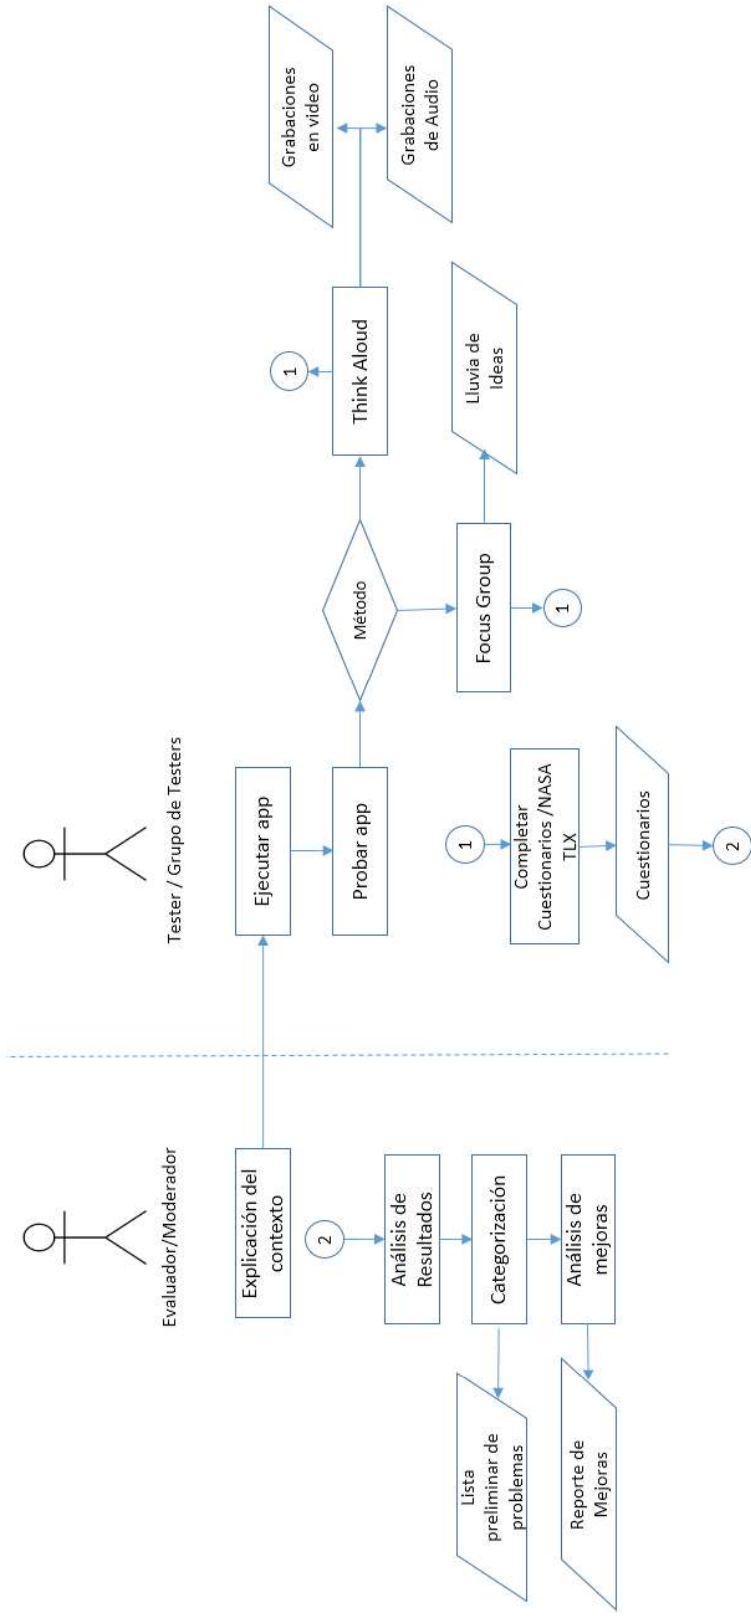 Evaluador/Moderador
Tester / Grupo de Testers
Explicación del
contexto
Ejecutar app
Probar app
Método
Think Aloud
1
Grabaciones
en video
Grabaciones
de Audio
Focus Group
1
Lluvia de
Ideas
1
Completar
Cuestionarios /NASA
TLX
Cuestionarios
2
2
Análisis de
Resultados
Categorización
Lista
preliminar de
problemas
Análisis de
mejoras
Reporte de
Mejoras